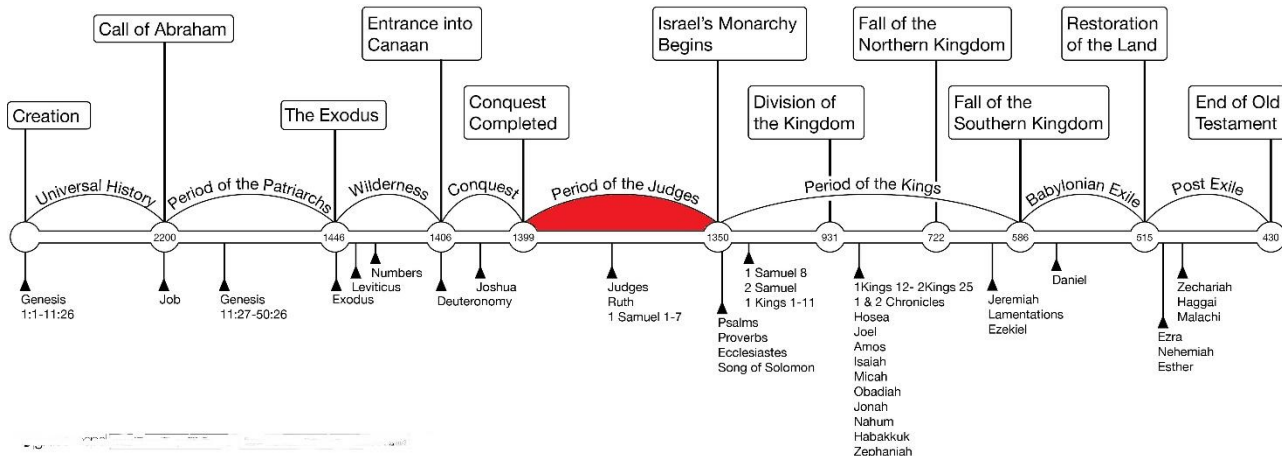 Call of Abraham
Entrance into
Canaan
Israel's Monarchy
Begins
Fall of the
Northern Kingdom
Restoration
of the Land
Creation
The Exodus
Conquest
Completed
Division of
the Kingdom
Fall of the
Southern Kingdom
End of Old
Testament
Universal History
Period of the Patriarchs
Wilderness
Conquest
Period of the Judges
Period of the Kings
Babylonian Exile
Post Exile
2200
1446
1406
1399
1350
931
722
586
515
430
Genesis
1:1-11:26
Job
Genesis
11:27-50:26
Exodus
Leviticus
Numbers
Deuteronomy
Joshua
Judges
Ruth
1 Samuel 1-7
Psalms
Proverbs
Ecclesiastes
Song of Solomon
1 Samuel 8
2 Samuel
1 Kings 1-11
1Kings 12- 2Kings 25
1 & 2 Chronicles
Hosea
Joel
Amos
Isaiah
Micah
Obadiah
Jonah
Nahum
Habakkuk
Zephaniah
Jeremiah
Lamentations
Ezekiel
Daniel
Ezra
Nehemiah
Esther
Zechariah
Haggai
Malachi